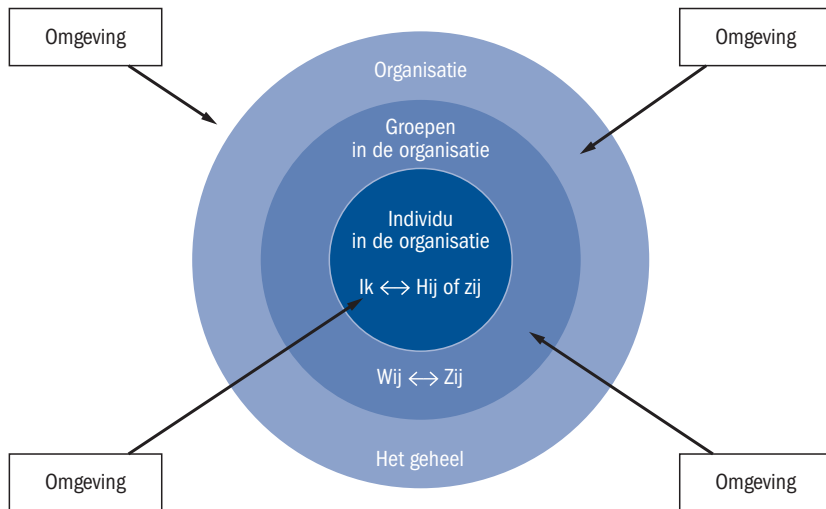 Omgeving
Omgeving
Organisatie
Groepen
in de organisatie
Individu
in de organisatie
Ik ↔ Hij of zij
Wij ↔ Zij
Het geheel
Omgeving
Omgeving